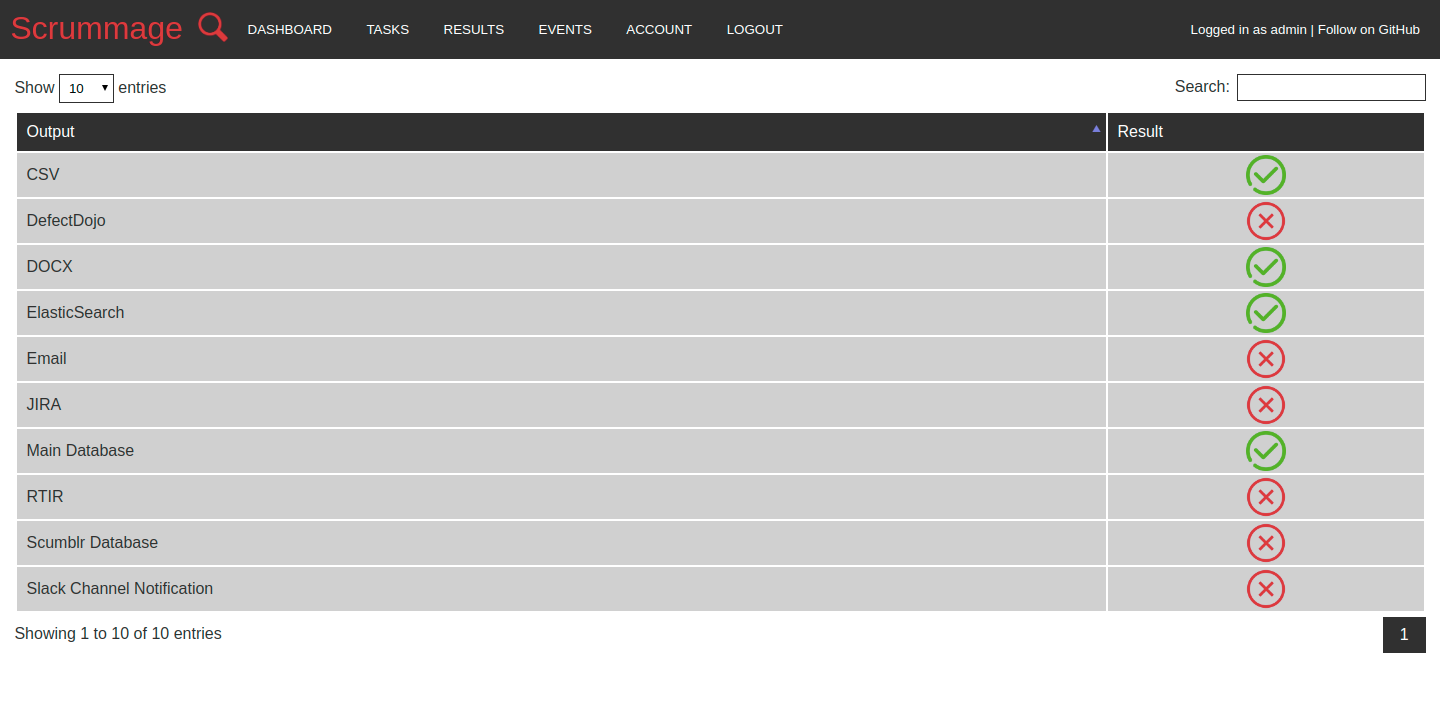 Scrummage DASHBOARD TASKS RESULTS EVENTS ACCOUNT LOGOUT Logged in as admin | Follow on GitHub
Show 10 entries Search:
Output Result
CSV
DefectDojo
DOCX
ElasticSearch
Email
JIRA
Main Database
RTIR
Scumblr Database
Slack Channel Notification
Showing 1 to 10 of 10 entries 1